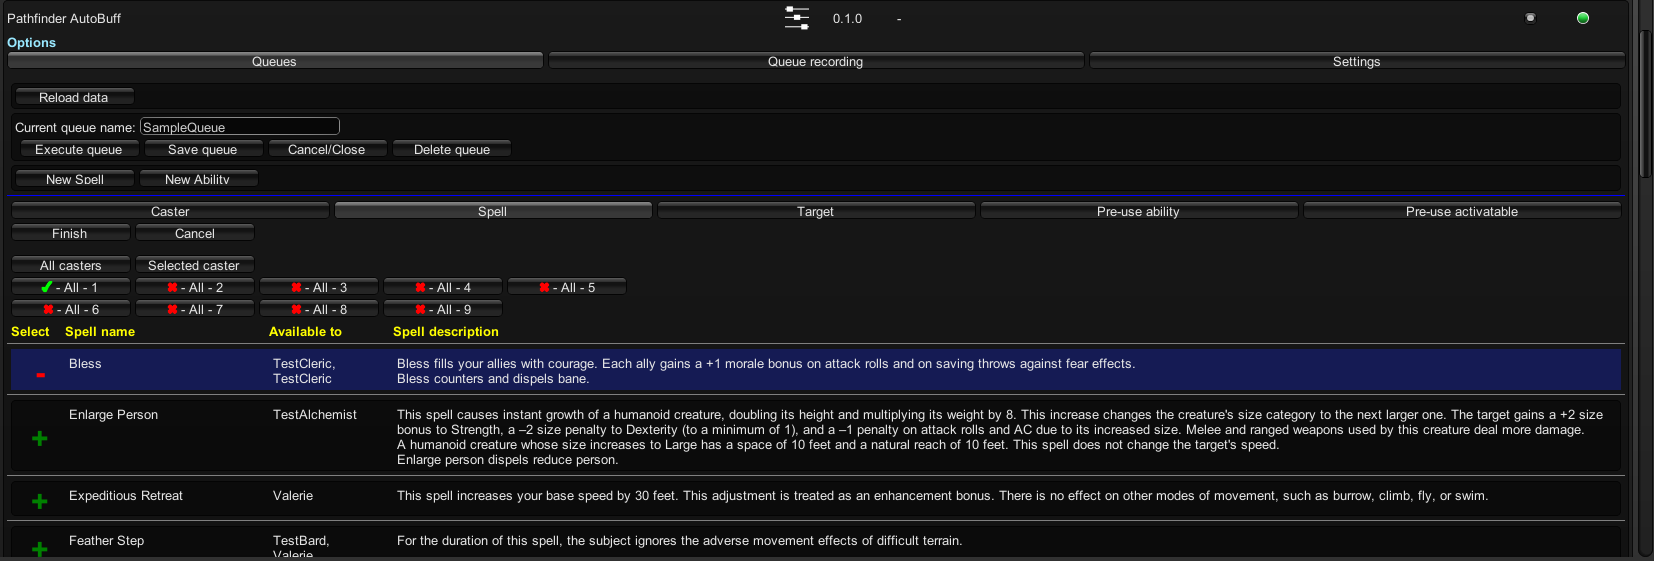 Pathfinder AutoBuff 0.1.0 -
Options
Queues Queue recording Settings
Reload data
Current queue name: SampleQueue
Execute queue Save queue Cancel/Close Delete queue
New Spell New Ability
Caster Spell Target Pre-use ability Pre-use activatable
Finish Cancel
All casters Selected caster
✔ - All - 1 ✖ - All - 2 ✖ - All - 3 ✖ - All - 4 ✖ - All - 5
✖ - All - 6 ✖ - All - 7 ✖ - All - 8 ✖ - All - 9
Select Spell name Available to Spell description
Bless TestCleric, Bless fills your allies with courage. Each ally gains a +1 morale bonus on attack rolls and on saving throws against fear effects.
- TestCleric Bless counters and dispels bane.
Enlarge Person TestAlchemist This spell causes instant growth of a humanoid creature, doubling its height and multiplying its weight by 8. This increase changes the creature's size category to the next larger one. The target gains a +2 size
bonus to Strength, a –2 size penalty to Dexterity (to a minimum of 1), and a –1 penalty on attack rolls and AC due to its increased size. Melee and ranged weapons used by this creature deal more damage.
+ A humanoid creature whose size increases to Large has a space of 10 feet and a natural reach of 10 feet. This spell does not change the target's speed.
Enlarge person dispels reduce person.
+ Expeditious Retreat Valerie This spell increases your base speed by 30 feet. This adjustment is treated as an enhancement bonus. There is no effect on other modes of movement, such as burrow, climb, fly, or swim.
Feather Step TestBard, For the duration of this spell, the subject ignores the adverse movement effects of difficult terrain.
+ Valerie